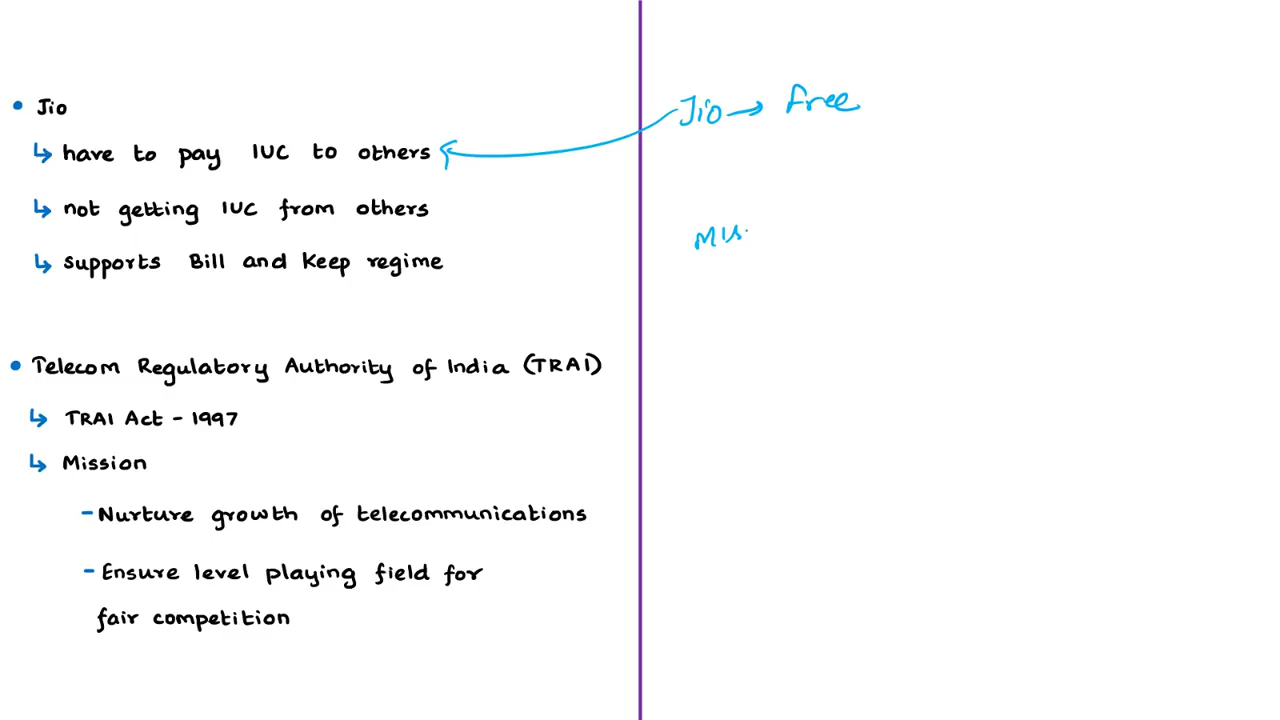 • Jio
↳ have to pay IUC to others
↳ not getting IUC from others
↳ supports Bill and Keep regime
• Telecom Regulatory Authority of India (TRAI)
↳ TRAI Act - 1997
↳ Mission
- Nurture growth of telecommunications
- Ensure level playing field for
fair competition
Jio → free